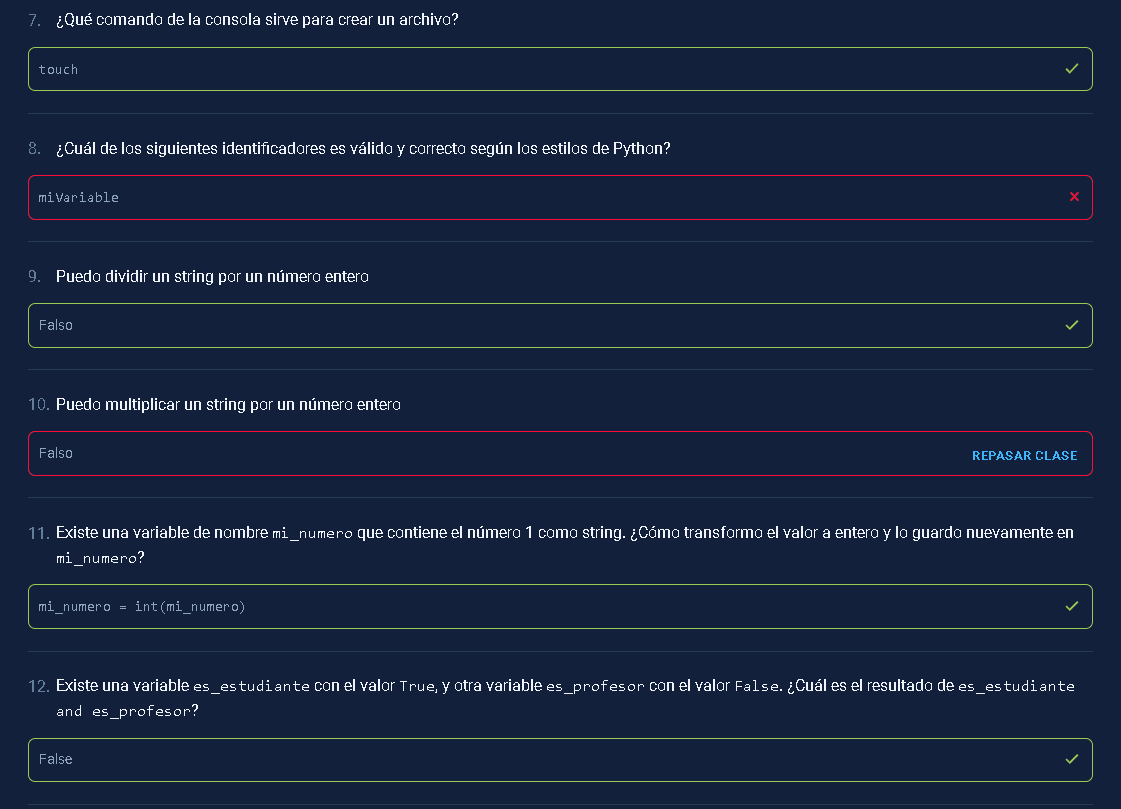 7. ¿Qué comando de la consola sirve para crear un archivo?
touch
8. ¿Cuál de los siguientes identificadores es válido y correcto según los estilos de Python?
miVariable
9. Puedo dividir un string por un número entero
Falso
10. Puedo multiplicar un string por un número entero
Falso
REPASAR CLASE
11. Existe una variable de nombre mi_numero que contiene el número 1 como string. ¿Cómo transformo el valor a entero y lo guardo nuevamente en
mi_numero?
mi_numero = int(mi_numero)
12. Existe una variable es_estudiante con el valor True, y otra variable es_profesor con el valor False. ¿Cuál es el resultado de es_estudiante
and es_profesor?
False